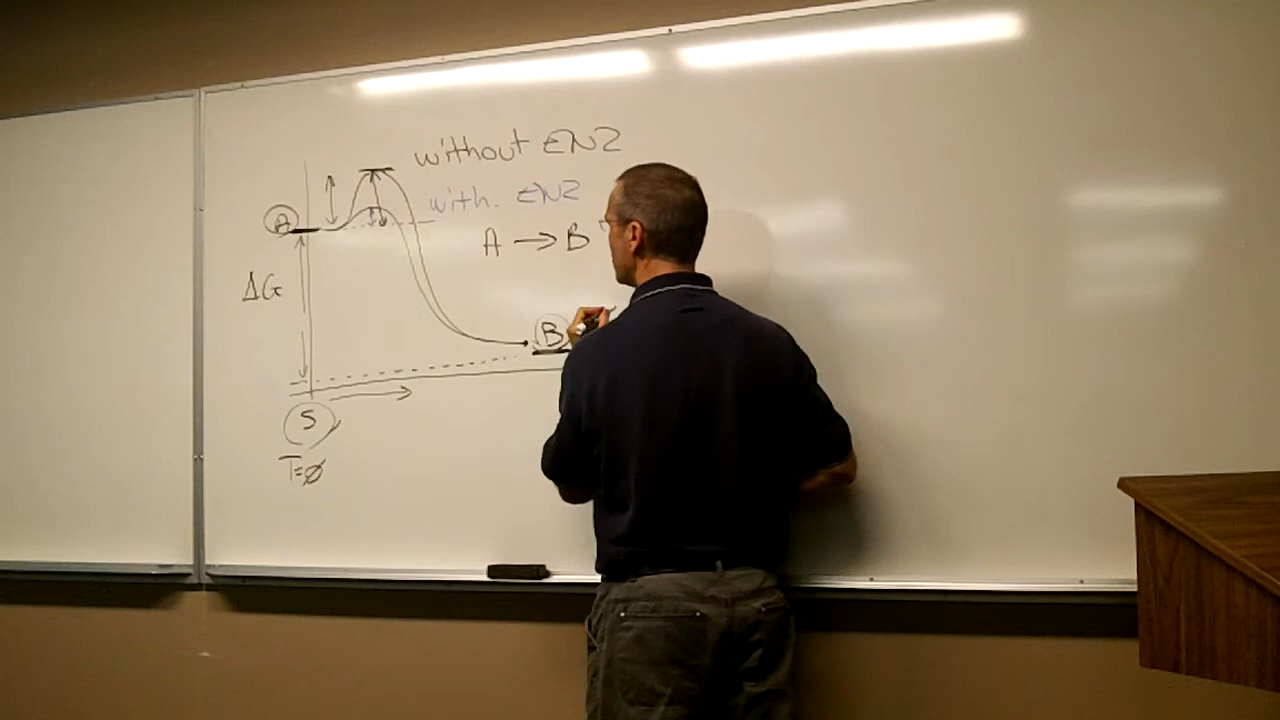 without ENZ
with. ENZ
A
A → B
ΔG
B
S
T=∅